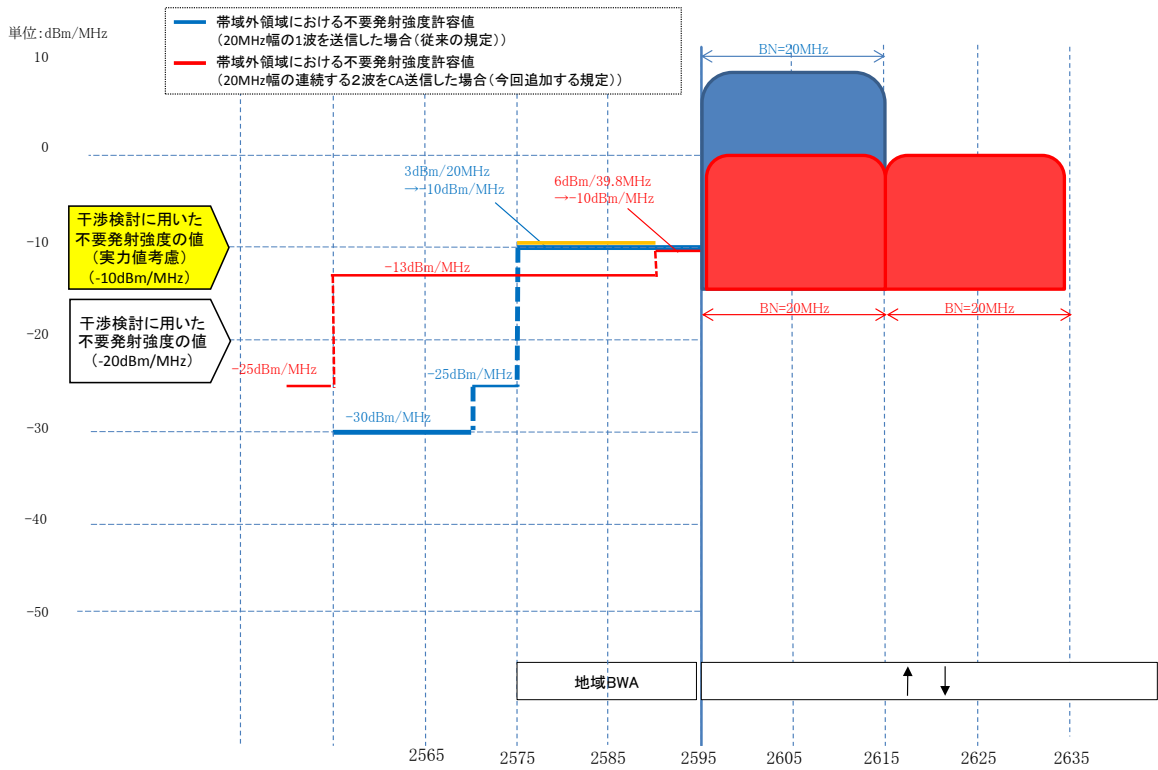 帯域外領域における不要発射強度許容値
（20MHz幅の1波を送信した場合（従来の規定））
帯域外領域における不要発射強度許容値
（20MHz幅の連続する２波をCA送信した場合（今回追加する規定））
単位：dBm/MHz
10
0
-10
-20
-30
-40
-50
BN=20MHz
3dBm/20MHz
→-10dBm/MHz
6dBm/39.8MHz
→-10dBm/MHz
干渉検討に用いた
不要発射強度の値
（実力値考慮）
（-10dBm/MHz）
-13dBm/MHz
干渉検討に用いた
不要発射強度の値
（-20dBm/MHz）
BN=20MHz
BN=20MHz
-25dBm/MHz
-25dBm/MHz
-30dBm/MHz
地域BWA
2565
2575
2585
2595
2605
2615
2625
2635